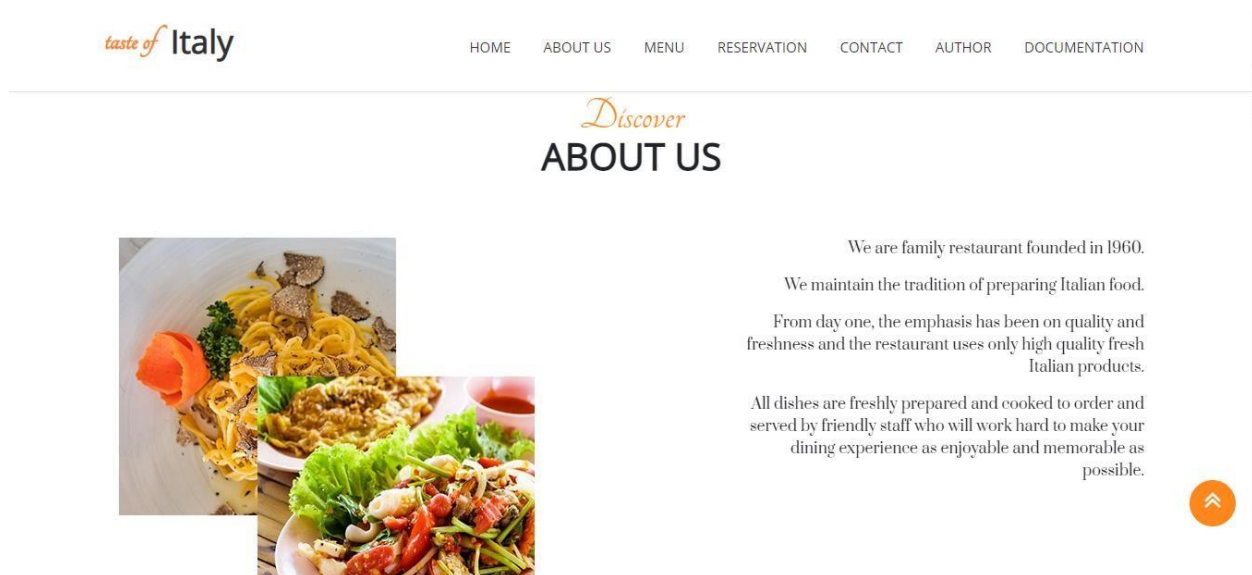 taste of Italy
HOME ABOUT US MENU RESERVATION CONTACT AUTHOR DOCUMENTATION
Discover
ABOUT US
We are family restaurant founded in 1960.
We maintain the tradition of preparing Italian food.
From day one, the emphasis has been on quality and
freshness and the restaurant uses only high quality fresh
Italian products.
All dishes are freshly prepared and cooked to order and
served by friendly staff who will work hard to make your
dining experience as enjoyable and memorable as
possible.